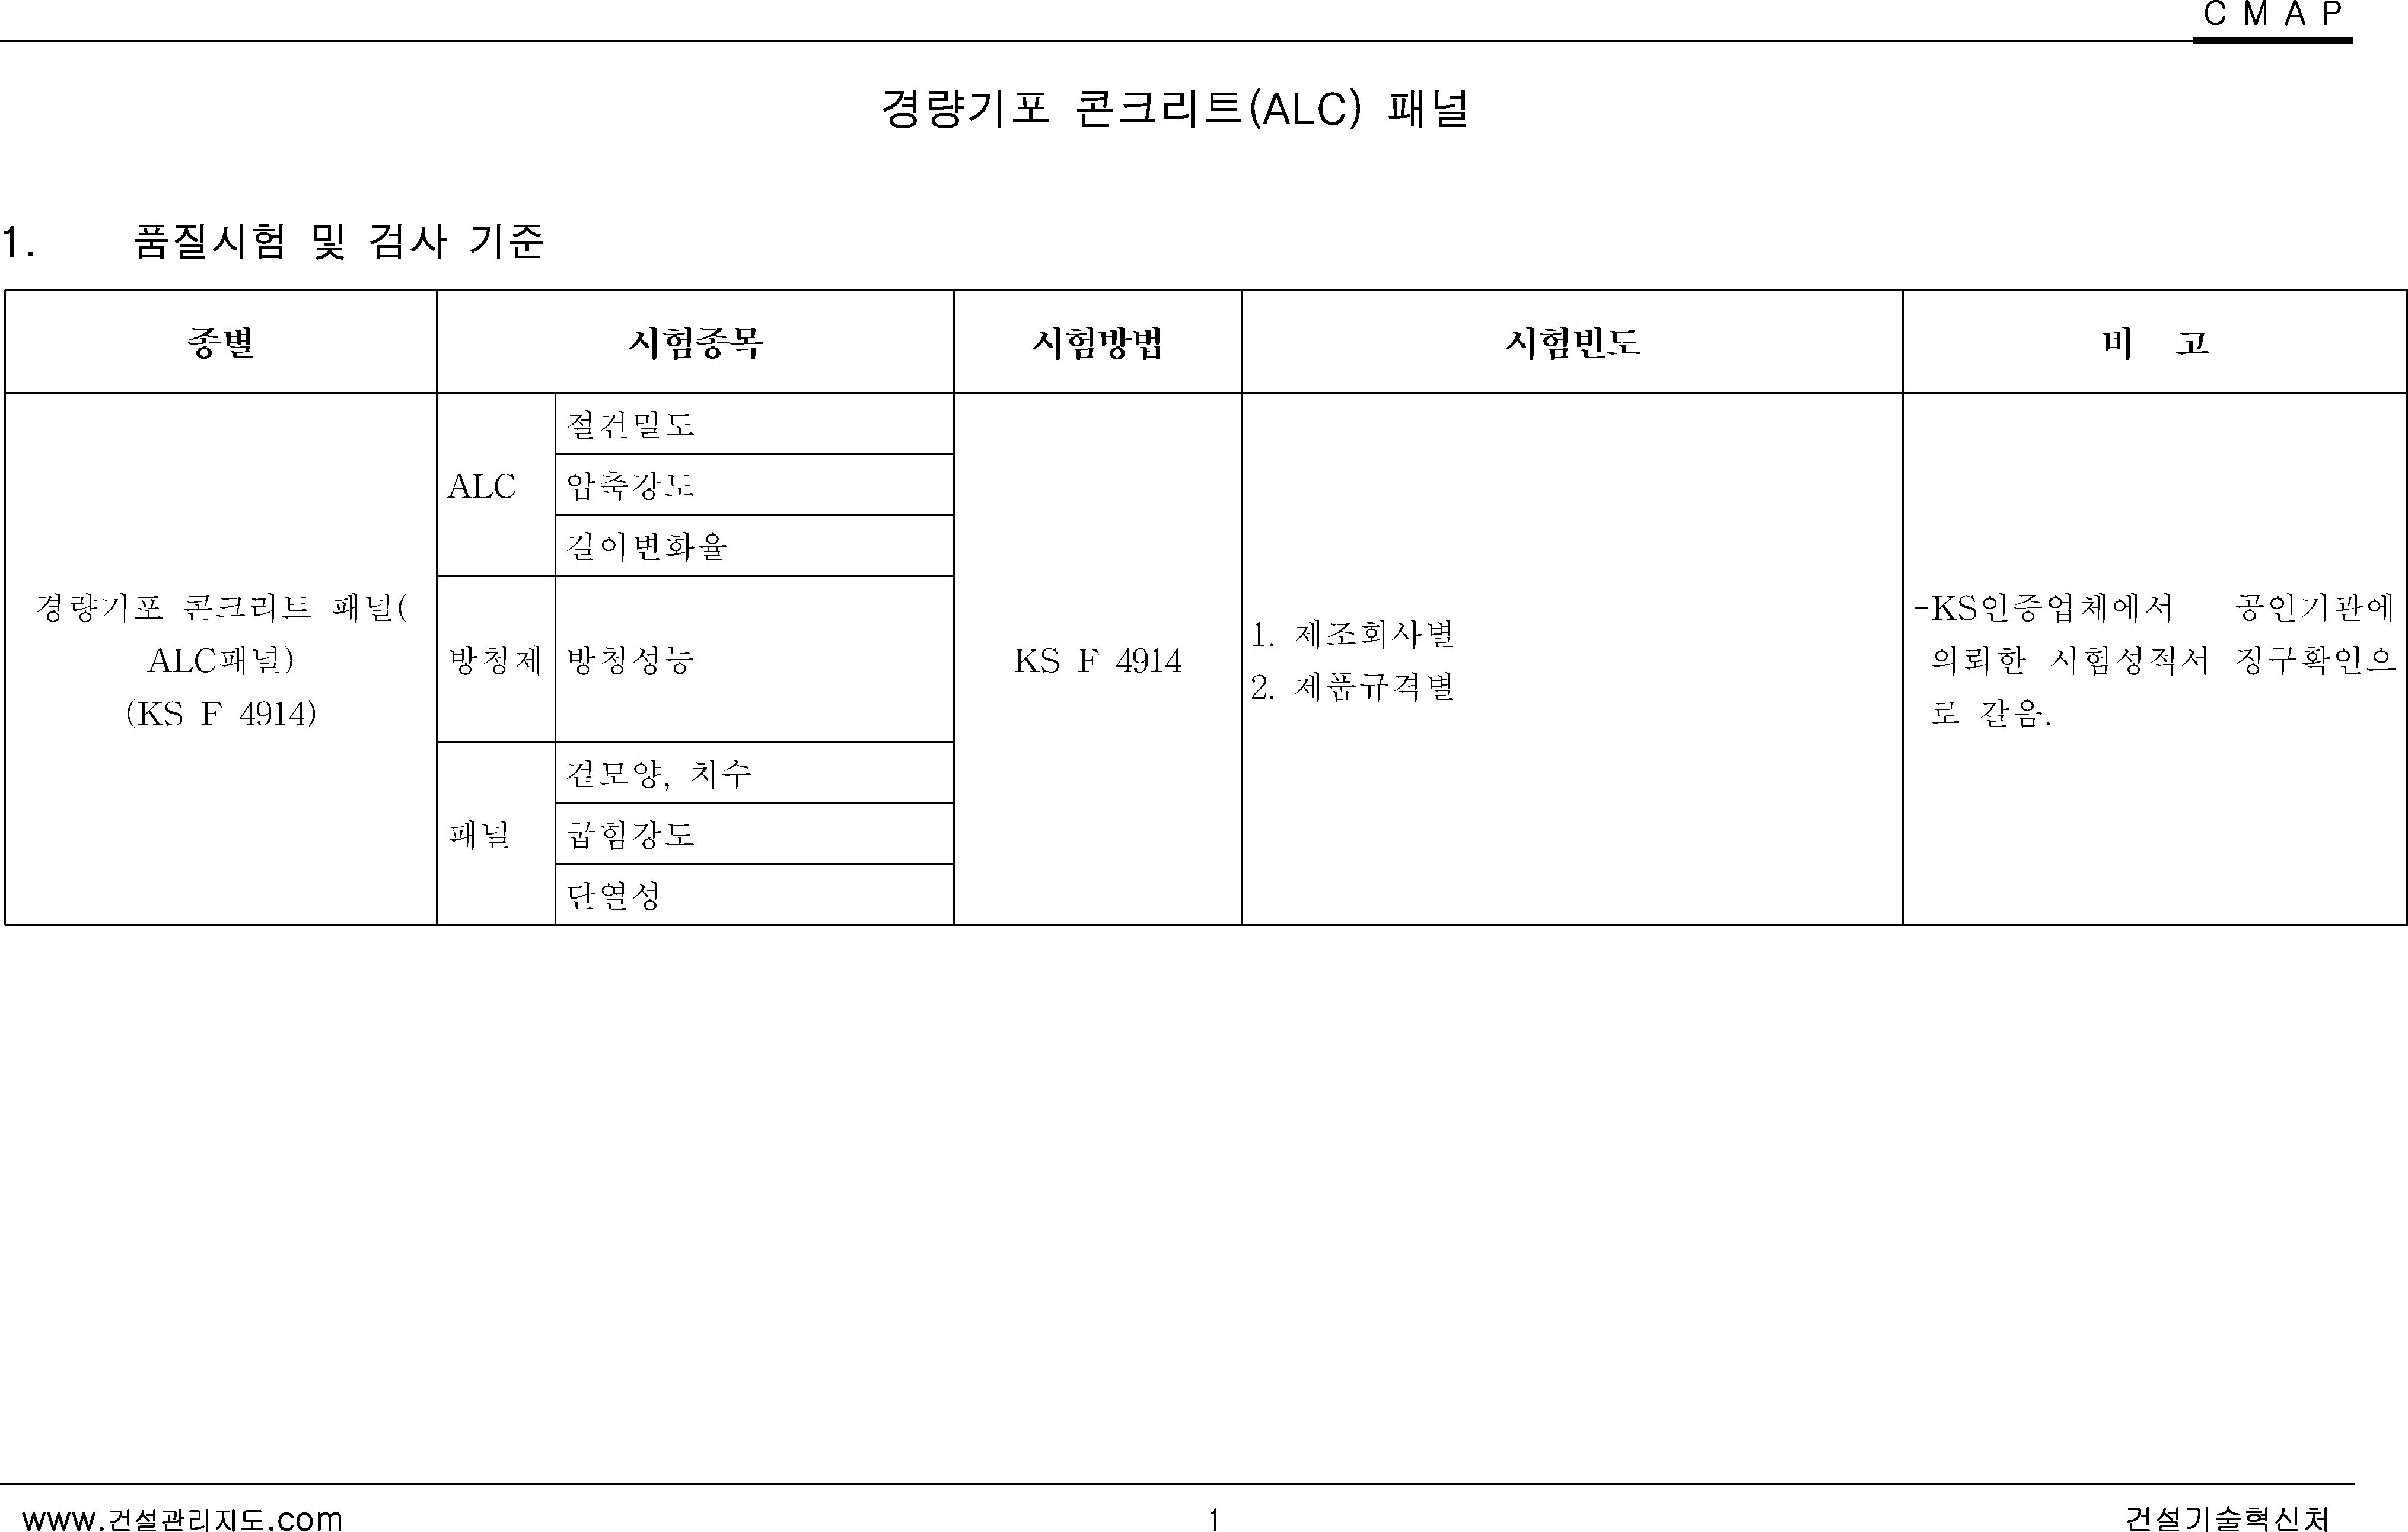 C M A P
경량기포 콘크리트(ALC) 패널
1. 품질시험 및 검사 기준
종별 시험종목 시험방법 시험빈도 비 고
경량기포 콘크리트 패널(
ALC패널)
(KS F 4914)
ALC
절건밀도
압축강도
길이변화율
방청제 방청성능
패널
겉모양, 치수
굽힘강도
단열성
KS F 4914
1. 제조회사별
2. 제품규격별
-KS인증업체에서 공인기관에
의뢰한 시험성적서 징구확인으
로 갈음.
www.건설관리지도.com 1 건설기술혁신처